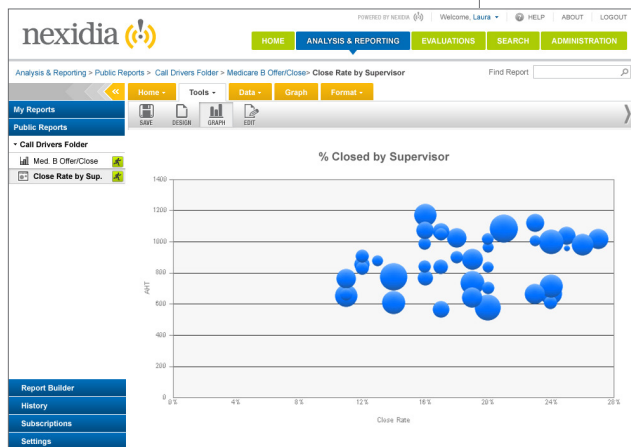 POWERED BY NEXIDIA Welcome, Laura HELP ABOUT LOGOUT
nexidia
HOME ANALYSIS & REPORTING EVALUATIONS SEARCH ADMINISTRATION
Analysis & Reporting > Public Reports > Call Drivers Folder > Medicare B Offer/Close> Close Rate by Supervisor Find Report
Home Tools Data Graph Format
My Reports
SAVE DESIGN GRAPH EDIT
Public Reports
Call Drivers Folder
Med. B Offer/Close
Close Rate by Sup.
% Closed by Supervisor
1400
1200
1000
800
600
400
200
0
AHT
0% 4% 8% 12% 16% 20% 24% 28%
Close Rate
Report Builder
History
Subscriptions
Settings